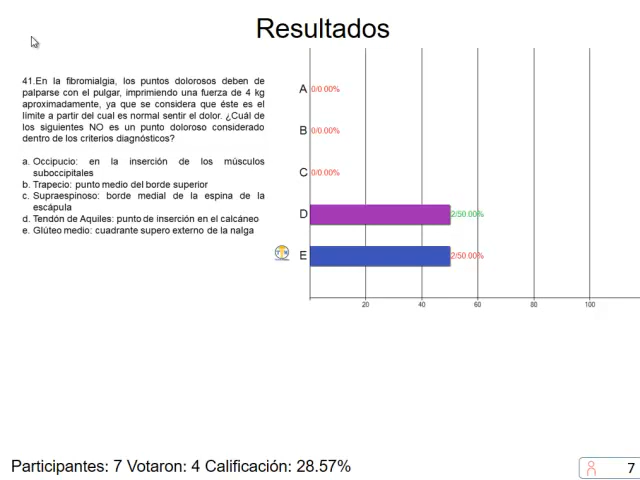 Resultados
41.En la fibromialgia, los puntos dolorosos deben de
palparse con el pulgar, imprimiendo una fuerza de 4 kg
aproximadamente, ya que se considera que éste es el
límite a partir del cual es normal sentir el dolor. ¿Cuál de
los siguientes NO es un punto doloroso considerado
dentro de los criterios diagnósticos?
a. Occipucio: en la inserción de los músculos
suboccipitales
b. Trapecio: punto medio del borde superior
c. Supraespinoso: borde medial de la espina de la
escápula
d. Tendón de Aquiles: punto de inserción en el calcáneo
e. Glúteo medio: cuadrante supero externo de la nalga
A 0/0.00%
B 0/0.00%
C 0/0.00%
D 2/50.00%
E 2/50.00%
20 40 60 80 100
Participantes: 7 Votaron: 4 Calificación: 28.57%
7